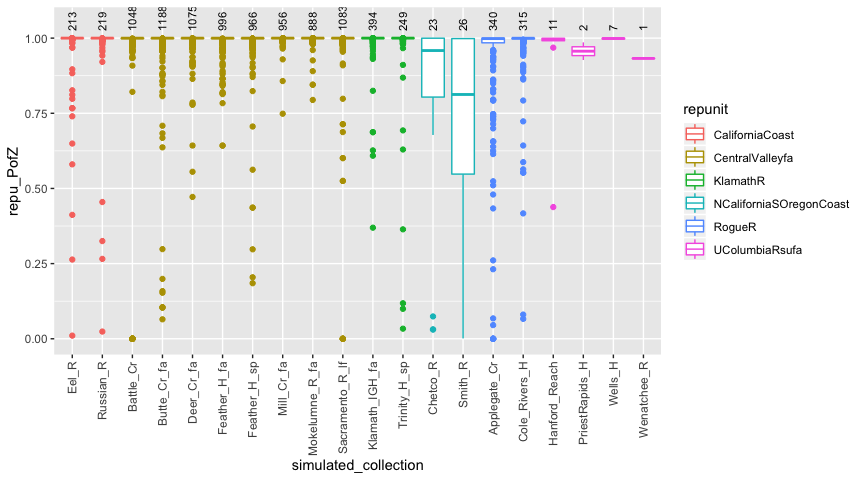 213 219 1048 1188 1075 996 966 956 888 1083 394 249 23 26 340 315 11 2 7 1
1.00
0.75
0.50
0.25
0.00
repu_PofZ
Eel_R Russian_R Battle_Cr Butte_Cr_fa Deer_Cr_fa Feather_H_fa Feather_H_sp Mill_Cr_fa Mokelumne_R_fa Sacramento_R_lf Klamath_IGH_fa Trinity_H_sp Chetco_R Smith_R Applegate_Cr Cole_Rivers_H Hanford_Reach PriestRapids_H Wells_H Wenatchee_R
simulated_collection
repunit
CaliforniaCoast
CentralValleyfa
KlamathR
NCaliforniaSOregonCoast
RogueR
UColumbiaRsufa